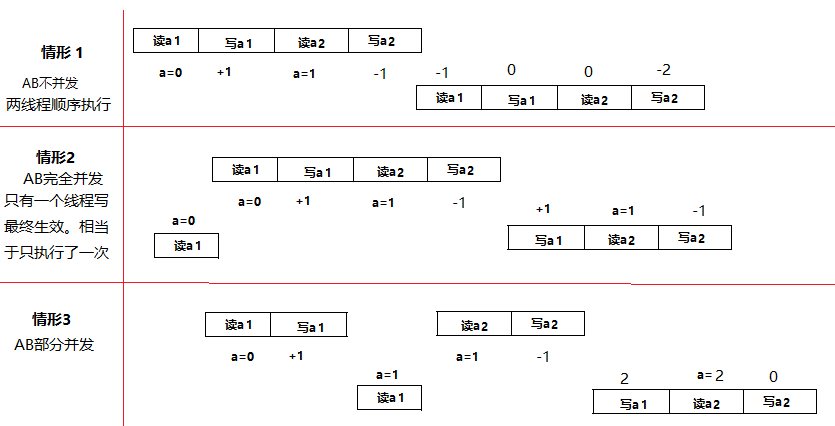 情形 1
AB不并发
两线程顺序执行
读a1 写a1 读a2 写a2
a=0 +1 a=1 -1 -1 0 0 -2
读a1 写a1 读a2 写a2
情形2
AB完全并发
只有一个线程写
最终生效。相当
于只执行了一次
读a1 写a1 读a2 写a2
a=0 +1 a=1 -1
a=0 +1 a=1 -1
读a1 写a1 读a2 写a2
情形3
AB部分并发
读a1 写a1 读a2 写a2
a=0 +1 a=1 -1
a=1 2 a=2 0
读a1 写a1 读a2 写a2